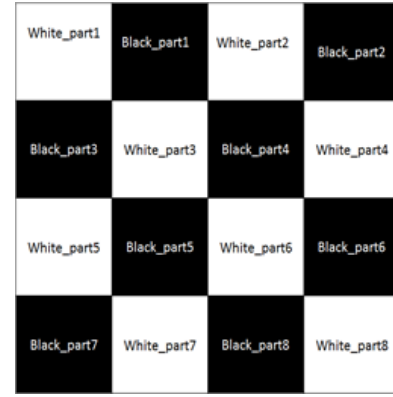 White_part1 Black_part1 White_part2 Black_part2
Black_part3 White_part3 Black_part4 White_part4
White_part5 Black_part5 White_part6 Black_part6
Black_part7 White_part7 Black_part8 White_part8